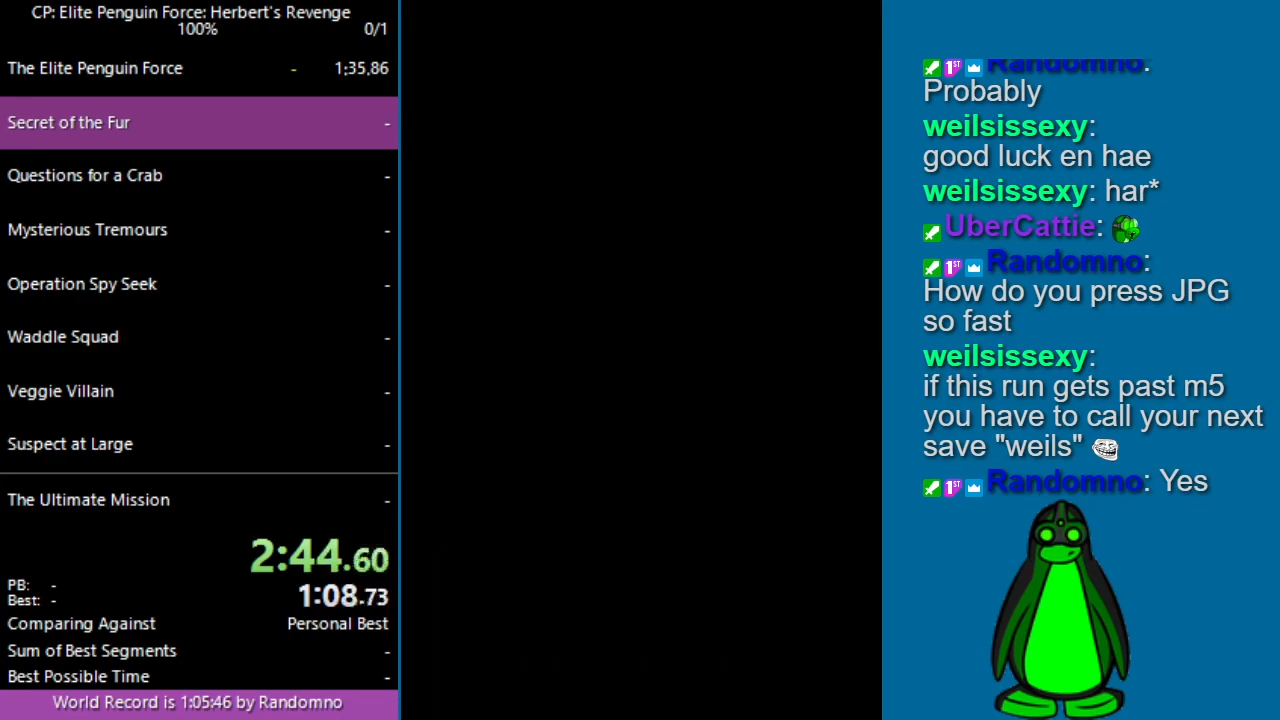 CP: Elite Penguin Force: Herbert's Revenge
100% 0/1
The Elite Penguin Force - 1:35.86
Secret of the Fur -
Questions for a Crab -
Mysterious Tremours -
Operation Spy Seek -
Waddle Squad -
Veggie Villain -
Suspect at Large -
The Ultimate Mission -
2:44.60
PB: -
Best: -
1:08.73
Comparing Against Personal Best
Sum of Best Segments -
Best Possible Time -
World Record is 1:05:46 by Randomno
1ST Randomno:
Probably
weilsissexy:
good luck en hae
weilsissexy: har*
UberCattie:
1ST Randomno:
How do you press JPG
so fast
weilsissexy:
if this run gets past m5
you have to call your next
save "weils"
1ST Randomno: Yes